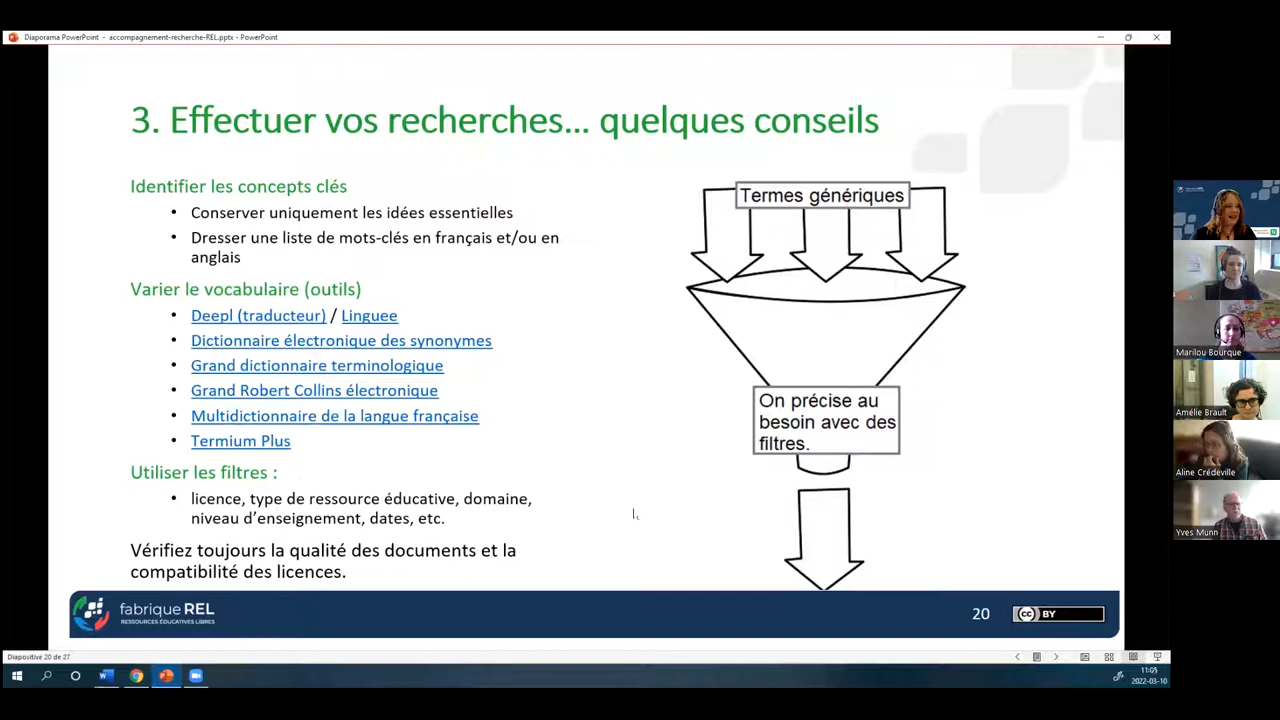 Diaporama PowerPoint - accompagnement-recherche-REL.pptx - PowerPoint
3. Effectuer vos recherches... quelques conseils
Identifier les concepts clés
• Conserver uniquement les idées essentielles
• Dresser une liste de mots-clés en français et/ou en
anglais
Varier le vocabulaire (outils)
• Deepl (traducteur) / Linguee
• Dictionnaire électronique des synonymes
• Grand dictionnaire terminologique
• Grand Robert Collins électronique
• Multidictionnaire de la langue française
• Termium Plus
Utiliser les filtres :
• licence, type de ressource éducative, domaine,
niveau d’enseignement, dates, etc.
Vérifiez toujours la qualité des documents et la
compatibilité des licences.
Termes génériques
On précise au
besoin avec des
filtres.
fabrique REL
RESSOURCES ÉDUCATIVES LIBRES
20
cc BY
Marilou Bourque
Amélie Brault
Aline Crédeville
Yves Munn
Diapositive 20 de 27
11:05
2022-03-10